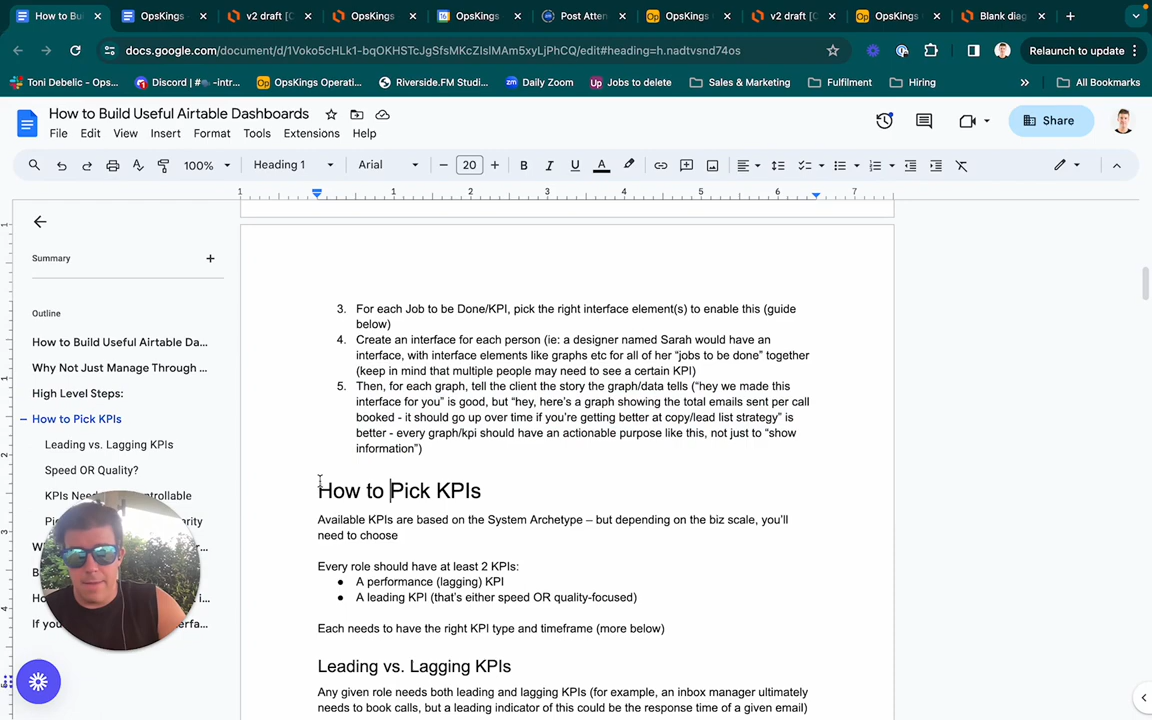 How to Bu
OpsKings
v2 draft [C
OpsKings
OpsKings
Post Atten
OpsKings
v2 draft [
OpsKings
Blank diag
docs.google.com/document/d/1Voko5cHLk1-bqOKHSTcJgSfsMKcZIslMAm5xyLjPhCQ/edit#heading=h.nadtvsnd74os
Relaunch to update
Toni Debelic - Ops...
Discord | #
-intr...
OpsKings Operati...
Riverside.FM Studi...
Daily Zoom
Jobs to delete
Sales & Marketing
Fulfilment
Hiring
All Bookmarks
How to Build Useful Airtable Dashboards
File Edit View Insert Format Tools Extensions Help
Share
100% Heading 1 Arial 20
1 1 2 3 4 5 6 7
Summary
Outline
How to Build Useful Airtable Da...
Why Not Just Manage Through ...
High Level Steps:
How to Pick KPIs
Leading vs. Lagging KPIs
Speed OR Quality?
KPIs Nee
ntrollable
3. For each Job to be Done/KPI, pick the right interface element(s) to enable this (guide
below)
4. Create an interface for each person (ie: a designer named Sarah would have an
interface, with interface elements like graphs etc for all of her “jobs to be done” together
(keep in mind that multiple people may need to see a certain KPI)
5. Then, for each graph, tell the client the story the graph/data tells (“hey we made this
interface for you” is good, but “hey, here’s a graph showing the total emails sent per call
booked - it should go up over time if you’re getting better at copy/lead list strategy” is
better - every graph/kpi should have an actionable purpose like this, not just to “show
information”)
How to Pick KPIs
Available KPIs are based on the System Archetype – but depending on the biz scale, you’ll
need to choose
Every role should have at least 2 KPIs:
● A performance (lagging) KPI
● A leading KPI (that’s either speed OR quality-focused)
Each needs to have the right KPI type and timeframe (more below)
Leading vs. Lagging KPIs
Any given role needs both leading and lagging KPIs (for example, an inbox manager ultimately
needs to book calls, but a leading indicator of this could be the response time of a given email)